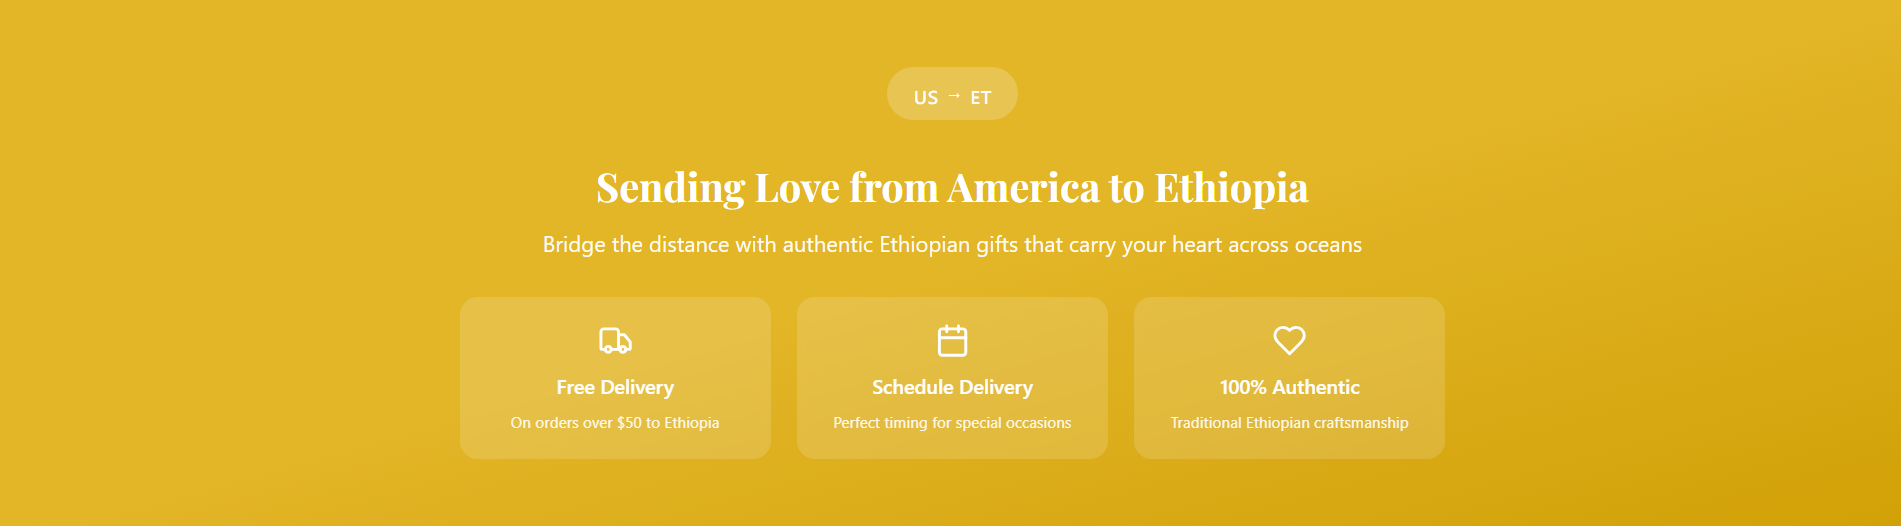 US → ET
Sending Love from America to Ethiopia
Bridge the distance with authentic Ethiopian gifts that carry your heart across oceans
Free Delivery
On orders over $50 to Ethiopia
Schedule Delivery
Perfect timing for special occasions
100% Authentic
Traditional Ethiopian craftsmanship